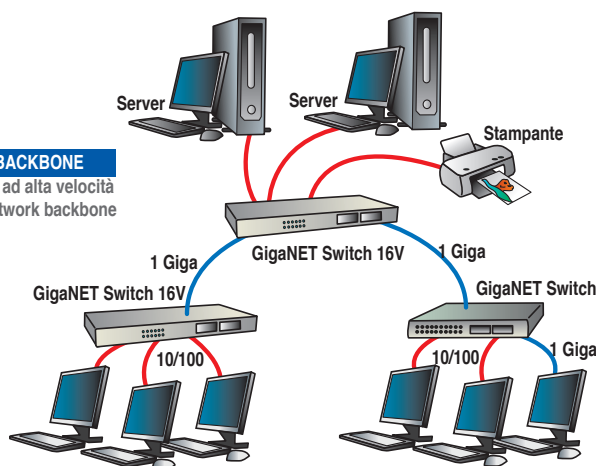 Server
Server
Stampante
BACKBONE
ad alta velocità
twork backbone
1 Giga
GigaNET Switch 16V
1 Giga
GigaNET Switch 16V
GigaNET Switch
10/100
10/100
1 Giga